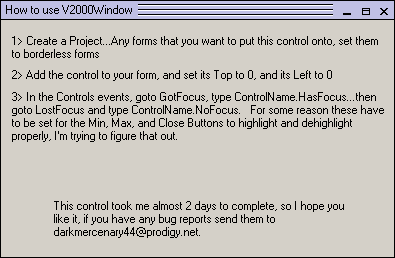 How to use V2000Window
1> Create a Project...Any forms that you want to put this control onto, set them
to borderless forms
2> Add the control to your form, and set its Top to 0, and its Left to 0
3> In the Controls events, goto GotFocus, type ControlName.HasFocus...then
goto LostFocus and type ControlName.NoFocus.   For some reason these have
to be set for the Min, Max, and Close Buttons to highlight and dehighlight
properly, I'm trying to figure that out.
This control took me almost 2 days to complete, so I hope you
like it, if you have any bug reports send them to
darkmercenary44@prodigy.net.